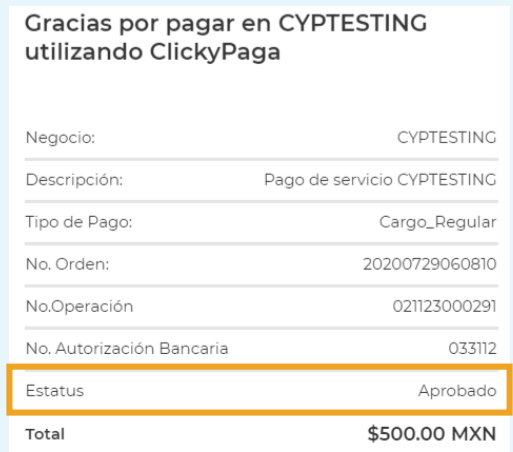 Gracias por pagar en CYPTESTING
utilizando ClickyPaga
Negocio: CYPTESTING
Descripción: Pago de servicio CYPTESTING
Tipo de Pago: Cargo_Regular
No. Orden: 20200729060810
No.Operación 021123000291
No. Autorización Bancaria 033112
Estatus Aprobado
Total $500.00 MXN